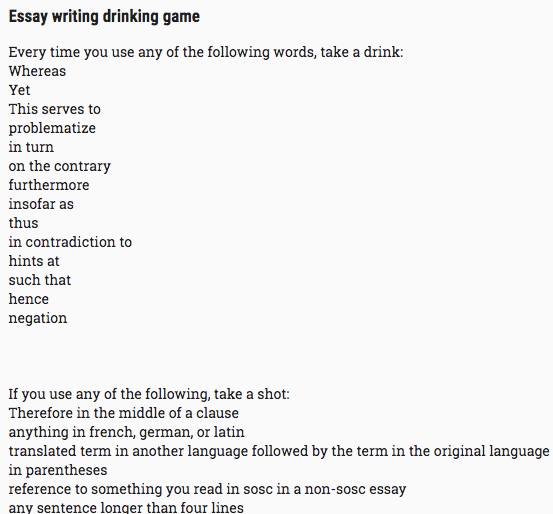 Essay writing drinking game
Every time you use any of the following words, take a drink:
Whereas
Yet
This serves to
problematize
in turn
on the contrary
furthermore
insofar as
thus
in contradiction to
hints at
such that
hence
negation
If you use any of the following, take a shot:
Therefore in the middle of a clause
anything in french, german, or latin
translated term in another language followed by the term in the original language
in parentheses
reference to something you read in sosc in a non-sosc essay
any sentence longer than four lines